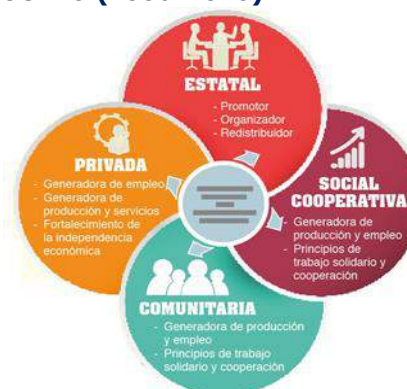 ESTATAL
- Promotor
- Organizador
- Redistribuidor
PRIVADA
- Generadora de empleo
- Generadora de
producción y servicios
- Fortalecimiento de
la independencia
económica
SOCIAL
COOPERATIVA
- Generadora de
producción y empleo
- Principios de
trabajo solidario y
cooperación
COMUNITARIA
- Generadora de producción
y empleo
- Principios de trabajo
solidario y cooperación